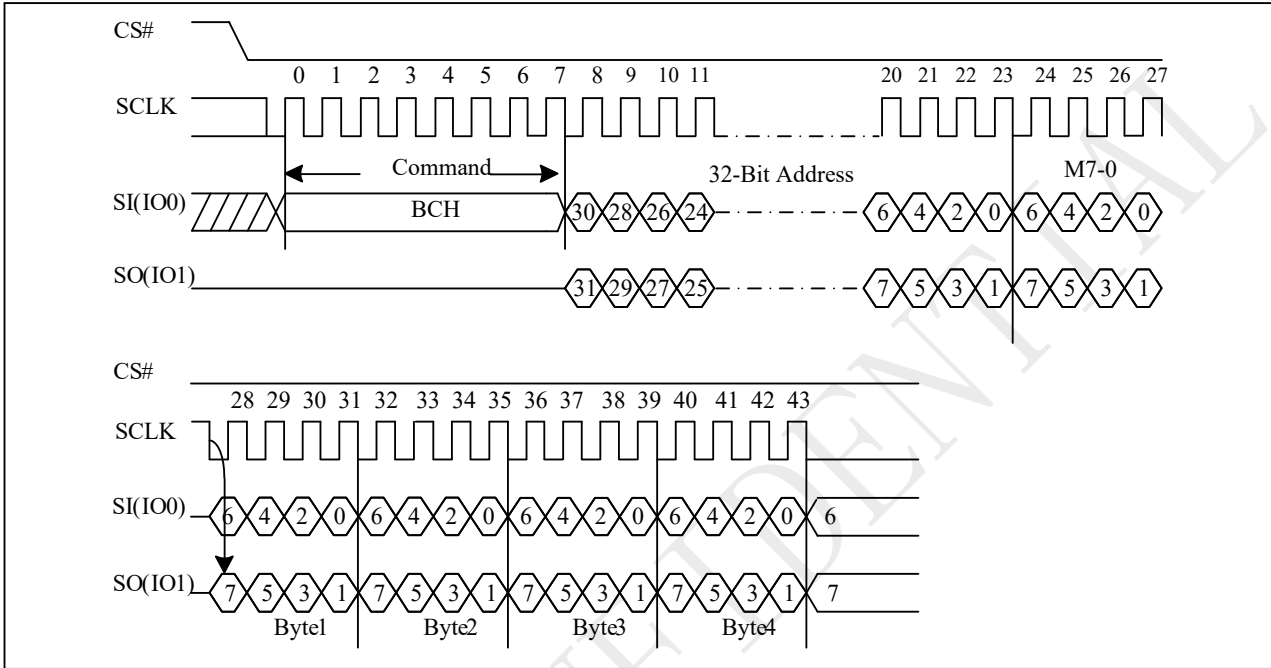 CS#
0 1 2 3 4 5 6 7 8 9 10 11 20 21 22 23 24 25 26 27
SCLK
Command 32-Bit Address M7-0
SI(IO0) BCH 30 28 26 24 6 4 2 0 6 4 2 0
SO(IO1) 31 29 27 25 7 5 3 1 7 5 3 1
CS#
28 29 30 31 32 33 34 35 36 37 38 39 40 41 42 43
SCLK
SI(IO0) 6 4 2 0 6 4 2 0 6 4 2 0 6 4 2 0 6
SO(IO1) 7 5 3 1 7 5 3 1 7 5 3 1 7 5 3 1 7
Byte1 Byte2 Byte3 Byte4
IDENTIAL